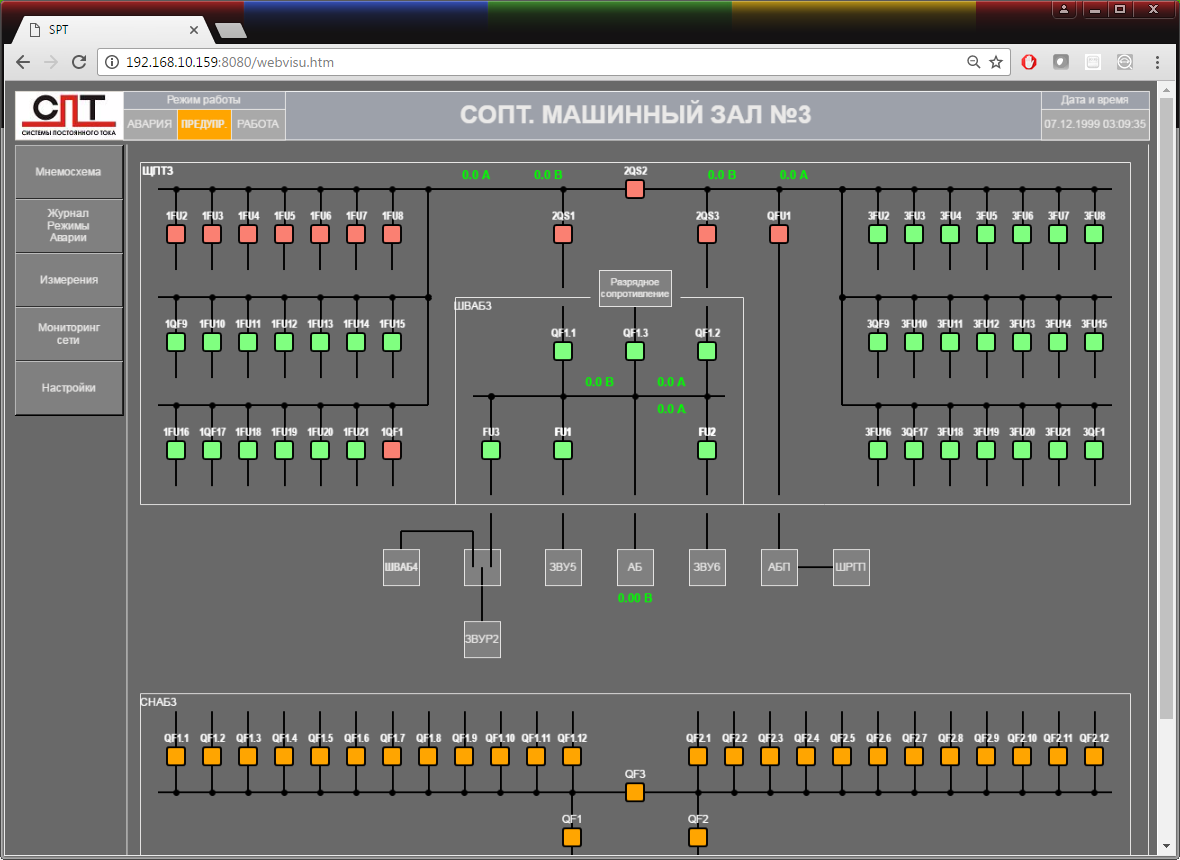 SPT
192.168.10.159:8080/webvisu.htm
СПТ
СИСТЕМЫ ПОСТОЯННОГО ТОКА
Режим работы
АВАРИЯ ПРЕДУПР. РАБОТА
СОПТ. МАШИННЫЙ ЗАЛ №3
Дата и время
07.12.1999 03:09:35
Мнемосхема
Журнал
Режимы
Аварии
Измерения
Мониторинг
сети
Настройки
ЩПТ3
0.0 А 0.0 В 2QS2 0.0 В 0.0 А
1FU2 1FU3 1FU4 1FU5 1FU6 1FU7 1FU8 2QS1 2QS3 QFU1 3FU2 3FU3 3FU4 3FU5 3FU6 3FU7 3FU8
Разрядное
сопротивление
ШВАБ3
1QF9 1FU10 1FU11 1FU12 1FU13 1FU14 1FU15 QF1.1 QF1.3 QF1.2 3QF9 3FU10 3FU11 3FU12 3FU13 3FU14 3FU15
0.0 В 0.0 А
0.0 А
1FU16 1QF17 1FU18 1FU19 1FU20 1FU21 1QF1 FU3 FU1 FU2 3FU16 3QF17 3FU18 3FU19 3FU20 3FU21 3QF1
ШВАБ4 ЗВУ5 АБ ЗВУ6 АБП ШРПТ
0.00 В
ЗВУР2
СНАБ3
QF1.1 QF1.2 QF1.3 QF1.4 QF1.5 QF1.6 QF1.7 QF1.8 QF1.9 QF1.10 QF1.11 QF1.12 QF2.1 QF2.2 QF2.3 QF2.4 QF2.5 QF2.6 QF2.7 QF2.8 QF2.9 QF2.10 QF2.11 QF2.12
QF3
QF1 QF2